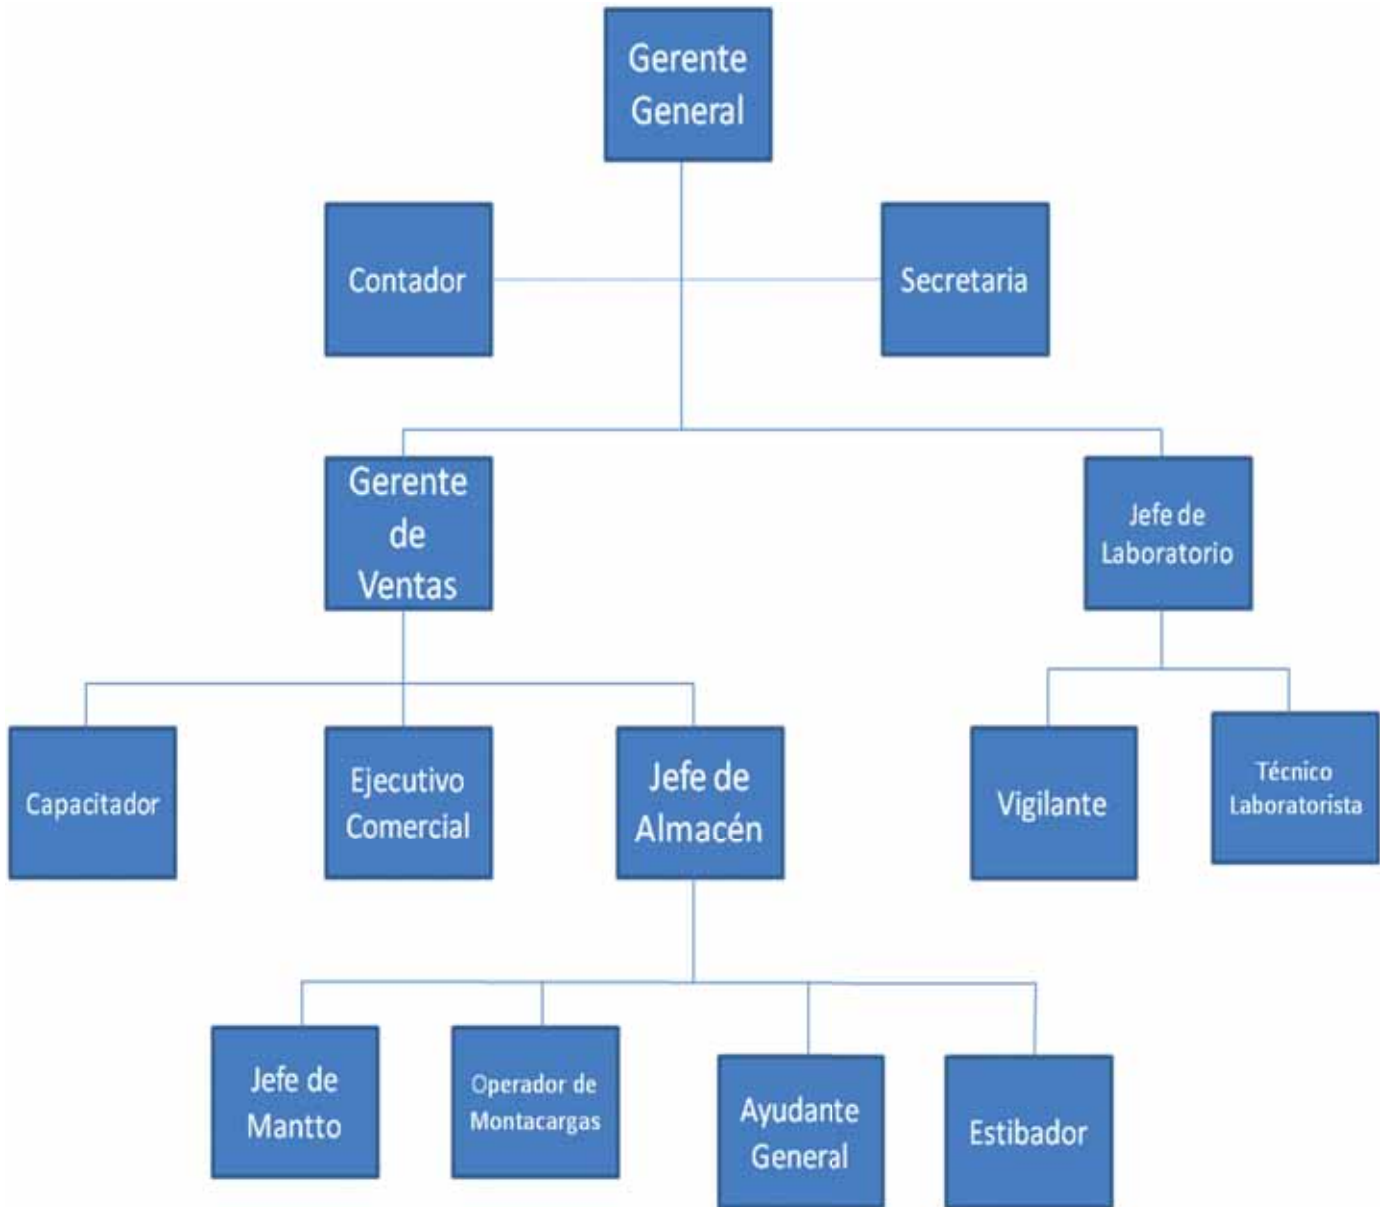 Gerente
General
Contador
Secretaria
Gerente
de
Ventas
Jefe de
Laboratorio
Capacitador
Ejecutivo
Comercial
Jefe de
Almacén
Vigilante
Técnico
Laboratorista
Jefe de
Mantto
Operador de
Montacargas
Ayudante
General
Estibador